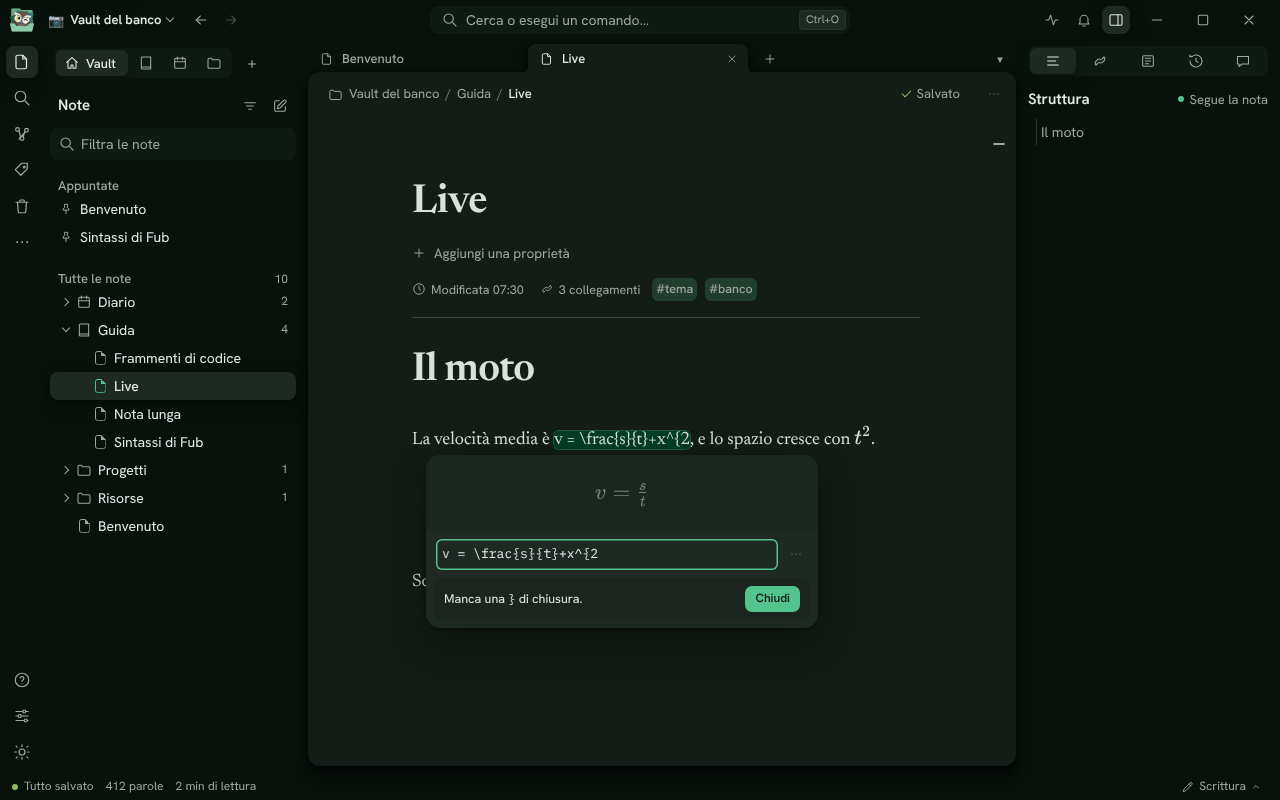 Vault del banco
Cerca o esegui un comando...
Ctrl+O
Vault
Benvenuto
Live
Note
Filtra le note
Appuntate
Benvenuto
Sintassi di Fub
Tutte le note 10
Diario 2
Guida 4
Frammenti di codice
Live
Nota lunga
Sintassi di Fub
Progetti 1
Risorse 1
Benvenuto
Vault del banco / Guida / Live
Salvato
Live
Aggiungi una proprietà
Modificata 07:30 3 collegamenti #tema #banco
Il moto
La velocità media è v = \frac{s}{t}+x^{2, e lo spazio cresce con t².
v = s/t
v = \frac{s}{t}+x^{2
So
Manca una } di chiusura.
Chiudi
Struttura
Segue la nota
Il moto
Tutto salvato 412 parole 2 min di lettura
Scrittura